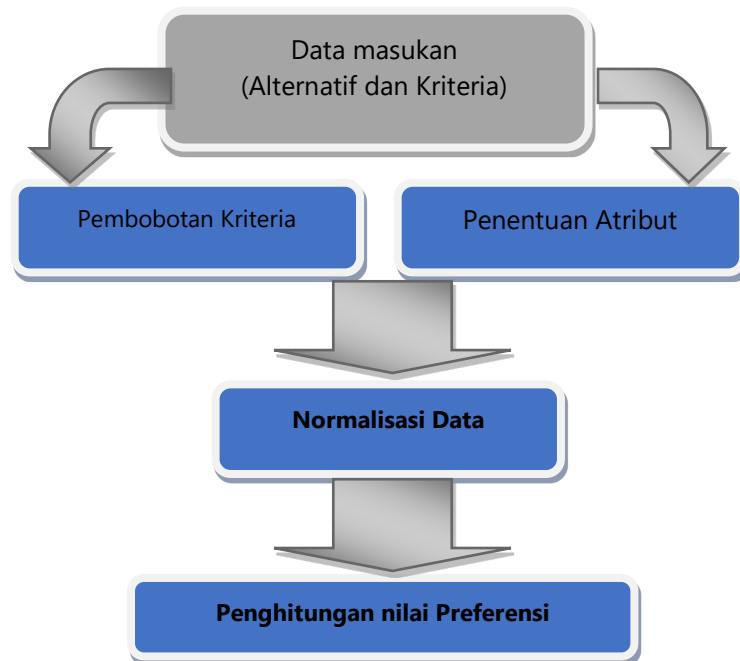 Data masukan
(Alternatif dan Kriteria)
Pembobotan Kriteria
Penentuan Atribut
Normalisasi Data
Penghitungan nilai Preferensi